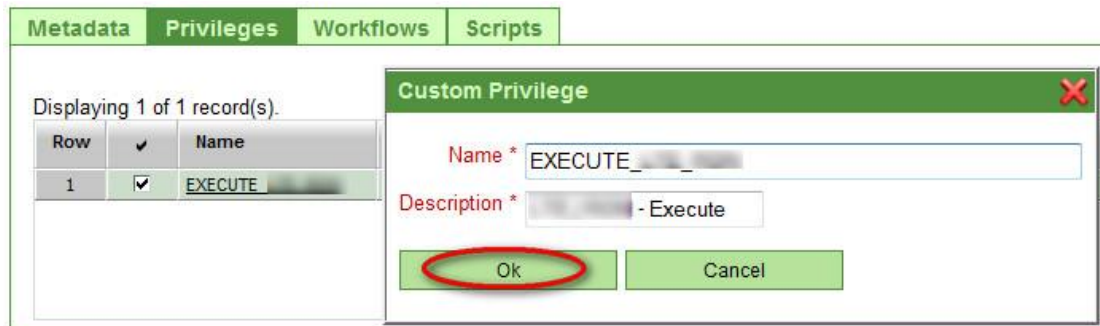 Metadata Privileges Workflows Scripts
Displaying 1 of 1 record(s).
Row Name
1 EXECUTE
Custom Privilege
Name * EXECUTE_
Description * - Execute
Ok Cancel